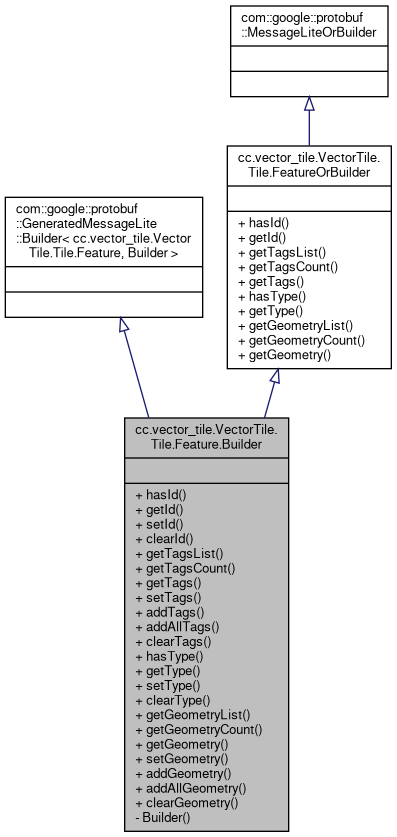 com::google::protobuf
::MessageLiteOrBuilder
cc.vector_tile.VectorTile.
Tile.FeatureOrBuilder
+ hasId()
+ getId()
+ getTagsList()
+ getTagsCount()
+ getTags()
+ hasType()
+ getType()
+ getGeometryList()
+ getGeometryCount()
+ getGeometry()
com::google::protobuf
::GeneratedMessageLite
::Builder< cc.vector_tile.Vector
Tile.Tile.Feature, Builder >
cc.vector_tile.VectorTile.
Tile.Feature.Builder
+ hasId()
+ getId()
+ setId()
+ clearId()
+ getTagsList()
+ getTagsCount()
+ getTags()
+ setTags()
+ addTags()
+ addAllTags()
+ clearTags()
+ hasType()
+ getType()
+ setType()
+ clearType()
+ getGeometryList()
+ getGeometryCount()
+ getGeometry()
+ setGeometry()
+ addGeometry()
+ addAllGeometry()
+ clearGeometry()
- Builder()